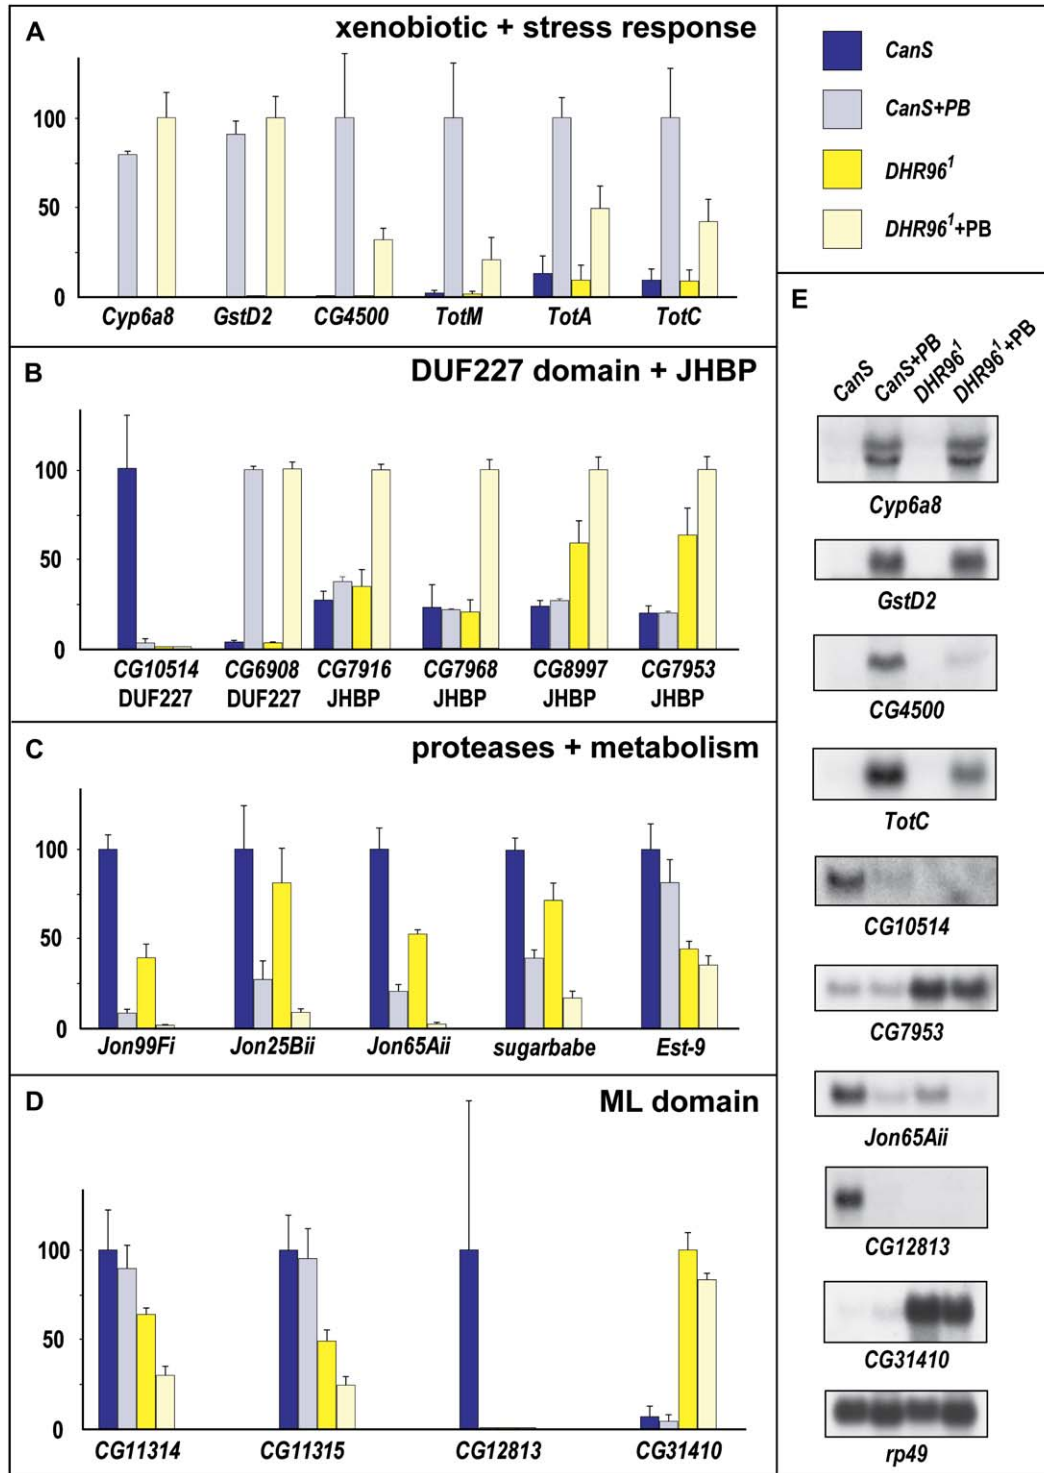 A
xenobiotic + stress response
100
50
0
Cyp6a8 GstD2 CG4500 TotM TotA TotC
B
DUF227 domain + JHBP
100
50
0
CG10514 CG6908 CG7916 CG7968 CG8997 CG7953
DUF227 DUF227 JHBP JHBP JHBP JHBP
C
proteases + metabolism
100
50
0
Jon99Fi Jon25Bii Jon65Aii sugarbabe Est-9
D
ML domain
100
50
0
CG11314 CG11315 CG12813 CG31410
CanS
CanS+PB
DHR96¹
DHR96¹+PB
E
CanS CanS+PB DHR96¹ DHR96¹+PB
Cyp6a8
GstD2
CG4500
TotC
CG10514
CG7953
Jon65Aii
CG12813
CG31410
rp49